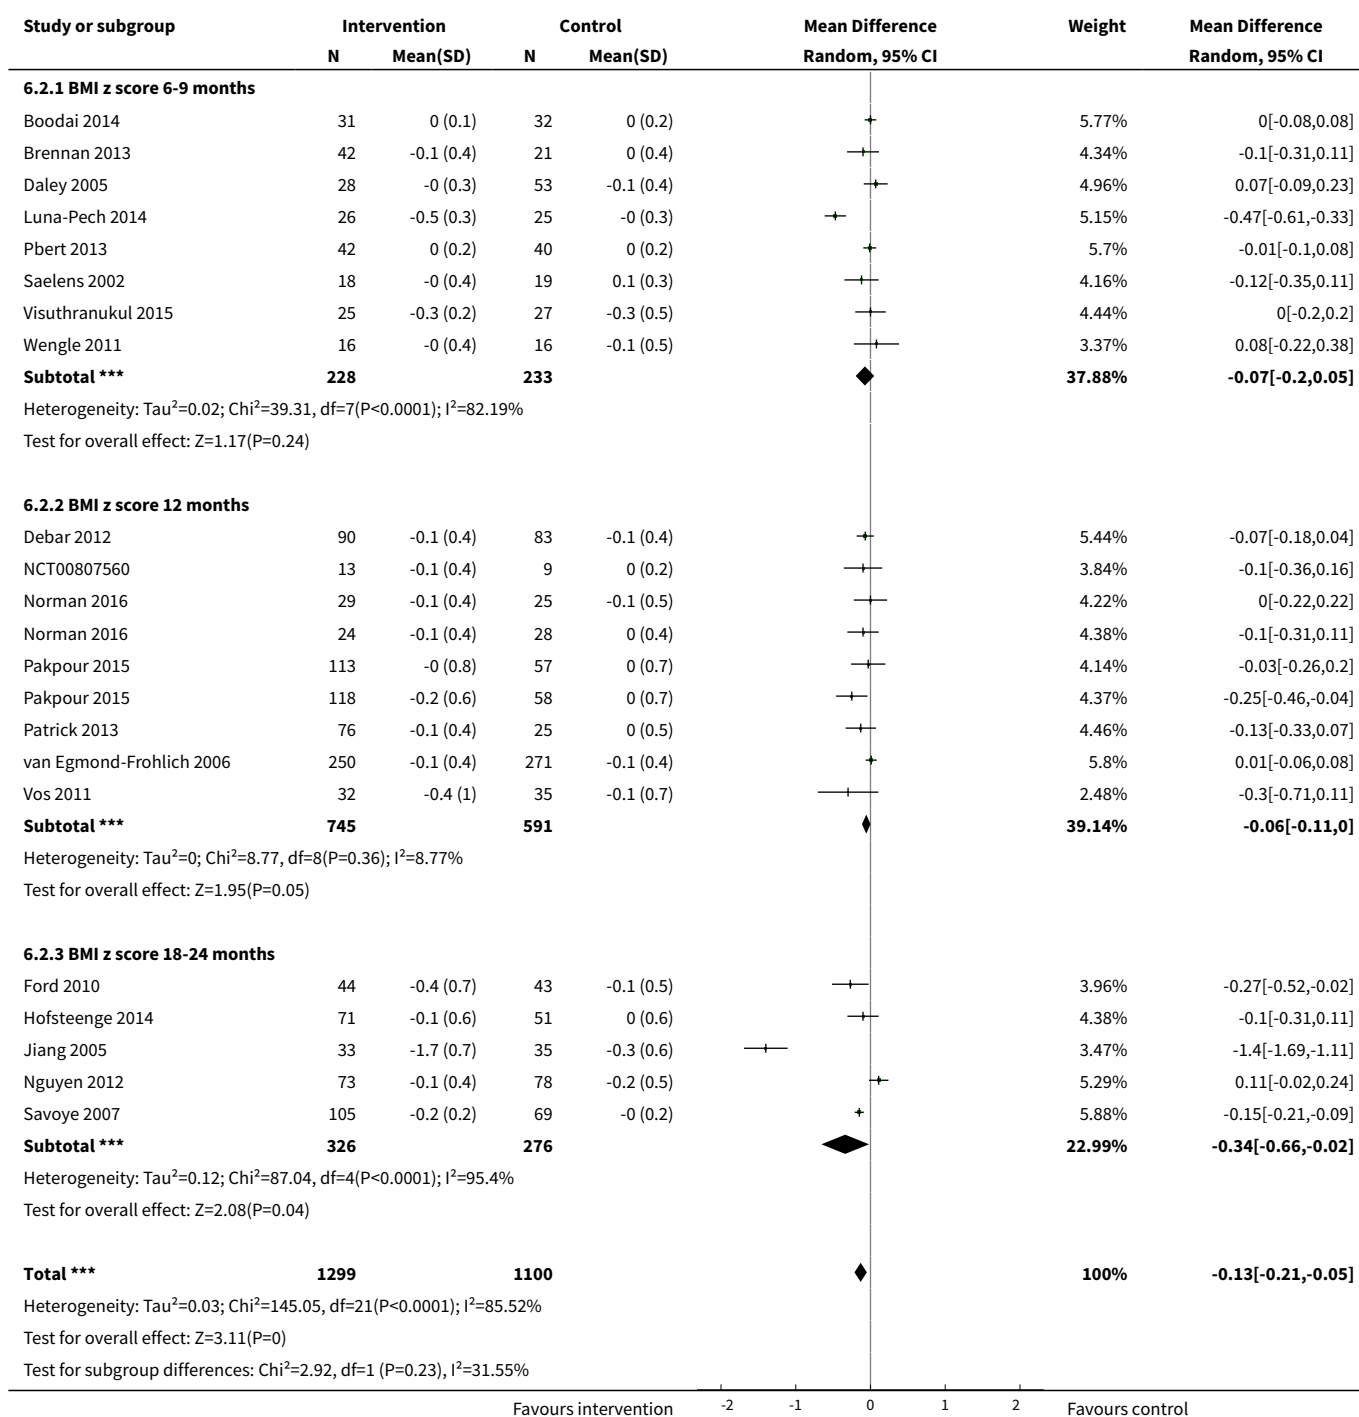 Study or subgroup Intervention Control Mean Difference Weight Mean Difference
N Mean(SD) N Mean(SD) Random, 95% CI Random, 95% CI
6.2.1 BMI z score 6-9 months
Boodai 2014 31 0 (0.1) 32 0 (0.2) 5.77% 0[-0.08,0.08]
Brennan 2013 42 -0.1 (0.4) 21 0 (0.4) 4.34% -0.1[-0.31,0.11]
Daley 2005 28 -0 (0.3) 53 -0.1 (0.4) 4.96% 0.07[-0.09,0.23]
Luna-Pech 2014 26 -0.5 (0.3) 25 -0 (0.3) 5.15% -0.47[-0.61,-0.33]
Pbert 2013 42 0 (0.2) 40 0 (0.2) 5.7% -0.01[-0.1,0.08]
Saelens 2002 18 -0 (0.4) 19 0.1 (0.3) 4.16% -0.12[-0.35,0.11]
Visuthranukul 2015 25 -0.3 (0.2) 27 -0.3 (0.5) 4.44% 0[-0.2,0.2]
Wengle 2011 16 -0 (0.4) 16 -0.1 (0.5) 3.37% 0.08[-0.22,0.38]
Subtotal *** 228 233 37.88% -0.07[-0.2,0.05]
Heterogeneity: Tau²=0.02; Chi²=39.31, df=7(P<0.0001); I²=82.19%
Test for overall effect: Z=1.17(P=0.24)
6.2.2 BMI z score 12 months
Debar 2012 90 -0.1 (0.4) 83 -0.1 (0.4) 5.44% -0.07[-0.18,0.04]
NCT00807560 13 -0.1 (0.4) 9 0 (0.2) 3.84% -0.1[-0.36,0.16]
Norman 2016 29 -0.1 (0.4) 25 -0.1 (0.5) 4.22% 0[-0.22,0.22]
Norman 2016 24 -0.1 (0.4) 28 0 (0.4) 4.38% -0.1[-0.31,0.11]
Pakpour 2015 113 -0 (0.8) 57 0 (0.7) 4.14% -0.03[-0.26,0.2]
Pakpour 2015 118 -0.2 (0.6) 58 0 (0.7) 4.37% -0.25[-0.46,-0.04]
Patrick 2013 76 -0.1 (0.4) 25 0 (0.5) 4.46% -0.13[-0.33,0.07]
van Egmond-Frohlich 2006 250 -0.1 (0.4) 271 -0.1 (0.4) 5.8% 0.01[-0.06,0.08]
Vos 2011 32 -0.4 (1) 35 -0.1 (0.7) 2.48% -0.3[-0.71,0.11]
Subtotal *** 745 591 39.14% -0.06[-0.11,0]
Heterogeneity: Tau²=0; Chi²=8.77, df=8(P=0.36); I²=8.77%
Test for overall effect: Z=1.95(P=0.05)
6.2.3 BMI z score 18-24 months
Ford 2010 44 -0.4 (0.7) 43 -0.1 (0.5) 3.96% -0.27[-0.52,-0.02]
Hofsteenge 2014 71 -0.1 (0.6) 51 0 (0.6) 4.38% -0.1[-0.31,0.11]
Jiang 2005 33 -1.7 (0.7) 35 -0.3 (0.6) 3.47% -1.4[-1.69,-1.11]
Nguyen 2012 73 -0.1 (0.4) 78 -0.2 (0.5) 5.29% 0.11[-0.02,0.24]
Savoye 2007 105 -0.2 (0.2) 69 -0 (0.2) 5.88% -0.15[-0.21,-0.09]
Subtotal *** 326 276 22.99% -0.34[-0.66,-0.02]
Heterogeneity: Tau²=0.12; Chi²=87.04, df=4(P<0.0001); I²=95.4%
Test for overall effect: Z=2.08(P=0.04)
Total *** 1299 1100 100% -0.13[-0.21,-0.05]
Heterogeneity: Tau²=0.03; Chi²=145.05, df=21(P<0.0001); I²=85.52%
Test for overall effect: Z=3.11(P=0)
Test for subgroup differences: Chi²=2.92, df=1 (P=0.23), I²=31.55%
Favours intervention -2 -1 0 1 2 Favours control